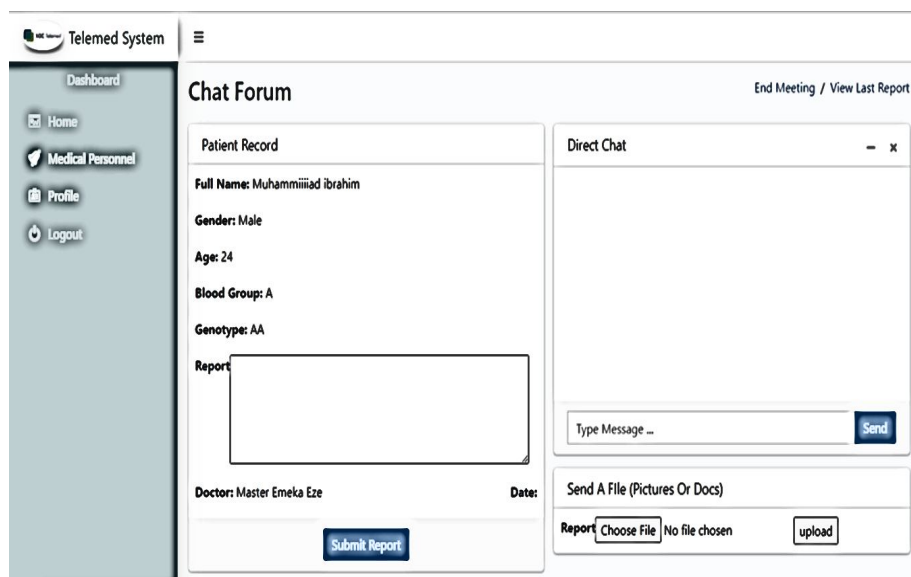 Telemed System
Dashboard
Home
Medical Personnel
Profile
Logout
Chat Forum
End Meeting / View Last Report
Patient Record
Full Name: Muhammiiiiad ibrahim
Gender: Male
Age: 24
Blood Group: A
Genotype: AA
Report
Doctor: Master Emeka Eze
Date:
Submit Report
Direct Chat
Type Message ...
Send
Send A FIle (Pictures Or Docs)
Report Choose File No file chosen upload